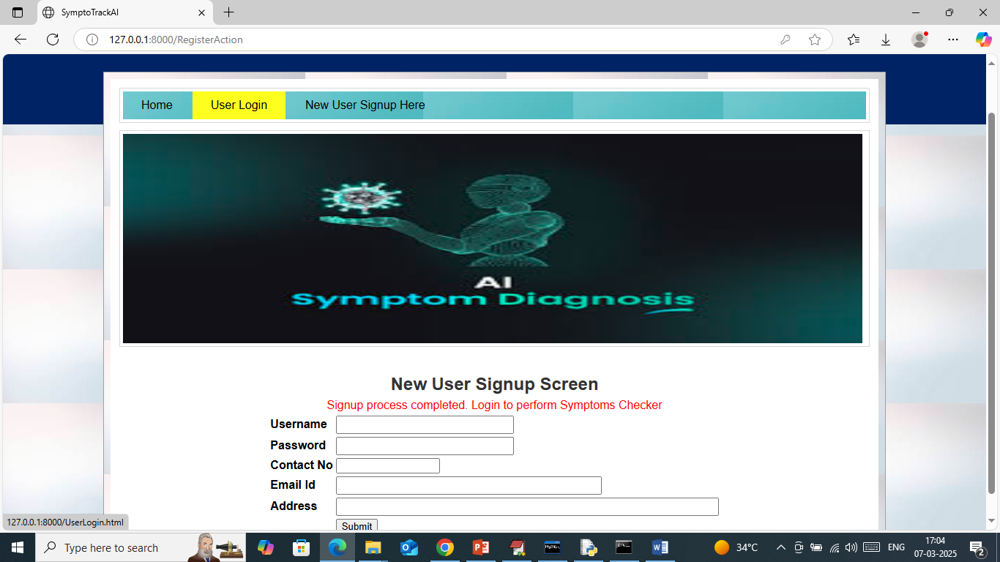 SymptoTrackAI
127.0.0.1:8000/RegisterAction
Home User Login New User Signup Here
AI
Symptom Diagnosis
New User Signup Screen
Signup process completed. Login to perform Symptoms Checker
Username
Password
Contact No
Email Id
Address
Submit
127.0.0.1:8000/UserLogin.html
Type here to search
34°C
ENG
17:04
07-03-2025
2